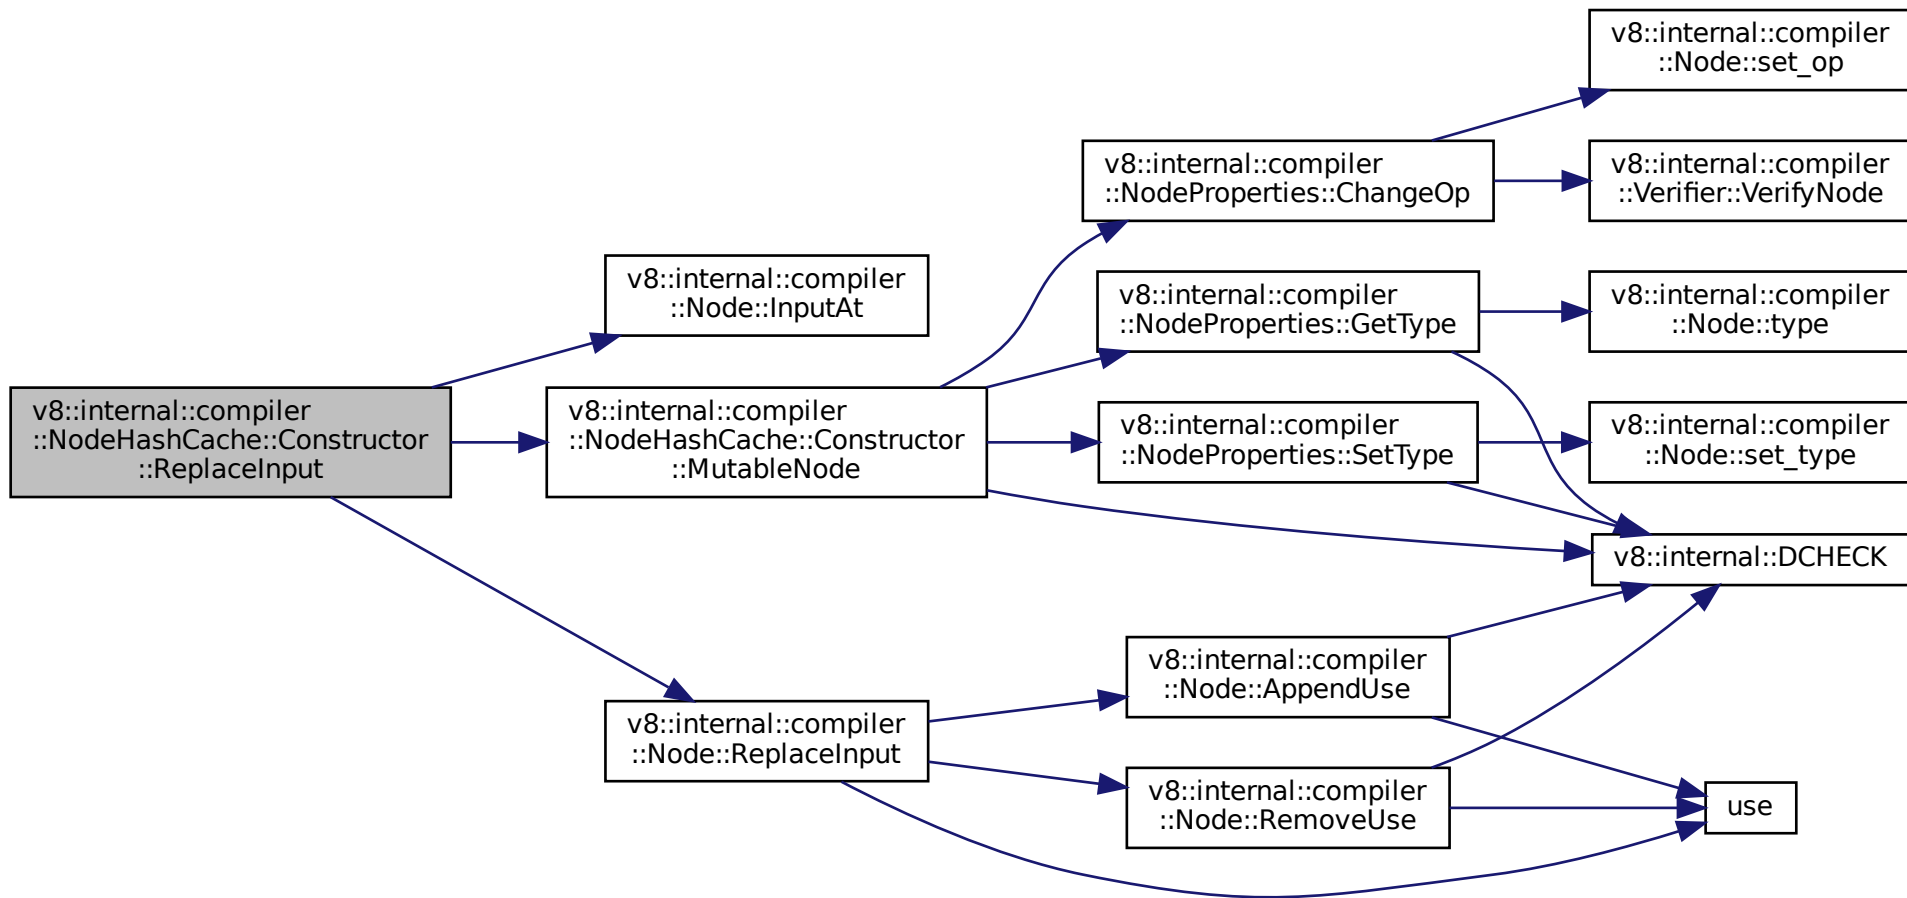 v8::internal::compiler
::NodeHashCache::Constructor
::ReplaceInput
v8::internal::compiler
::Node::InputAt
v8::internal::compiler
::NodeHashCache::Constructor
::MutableNode
v8::internal::compiler
::Node::ReplaceInput
v8::internal::compiler
::NodeProperties::ChangeOp
v8::internal::compiler
::NodeProperties::GetType
v8::internal::compiler
::NodeProperties::SetType
v8::internal::compiler
::Node::AppendUse
v8::internal::compiler
::Node::RemoveUse
v8::internal::compiler
::Node::set_op
v8::internal::compiler
::Verifier::VerifyNode
v8::internal::compiler
::Node::type
v8::internal::compiler
::Node::set_type
v8::internal::DCHECK
use